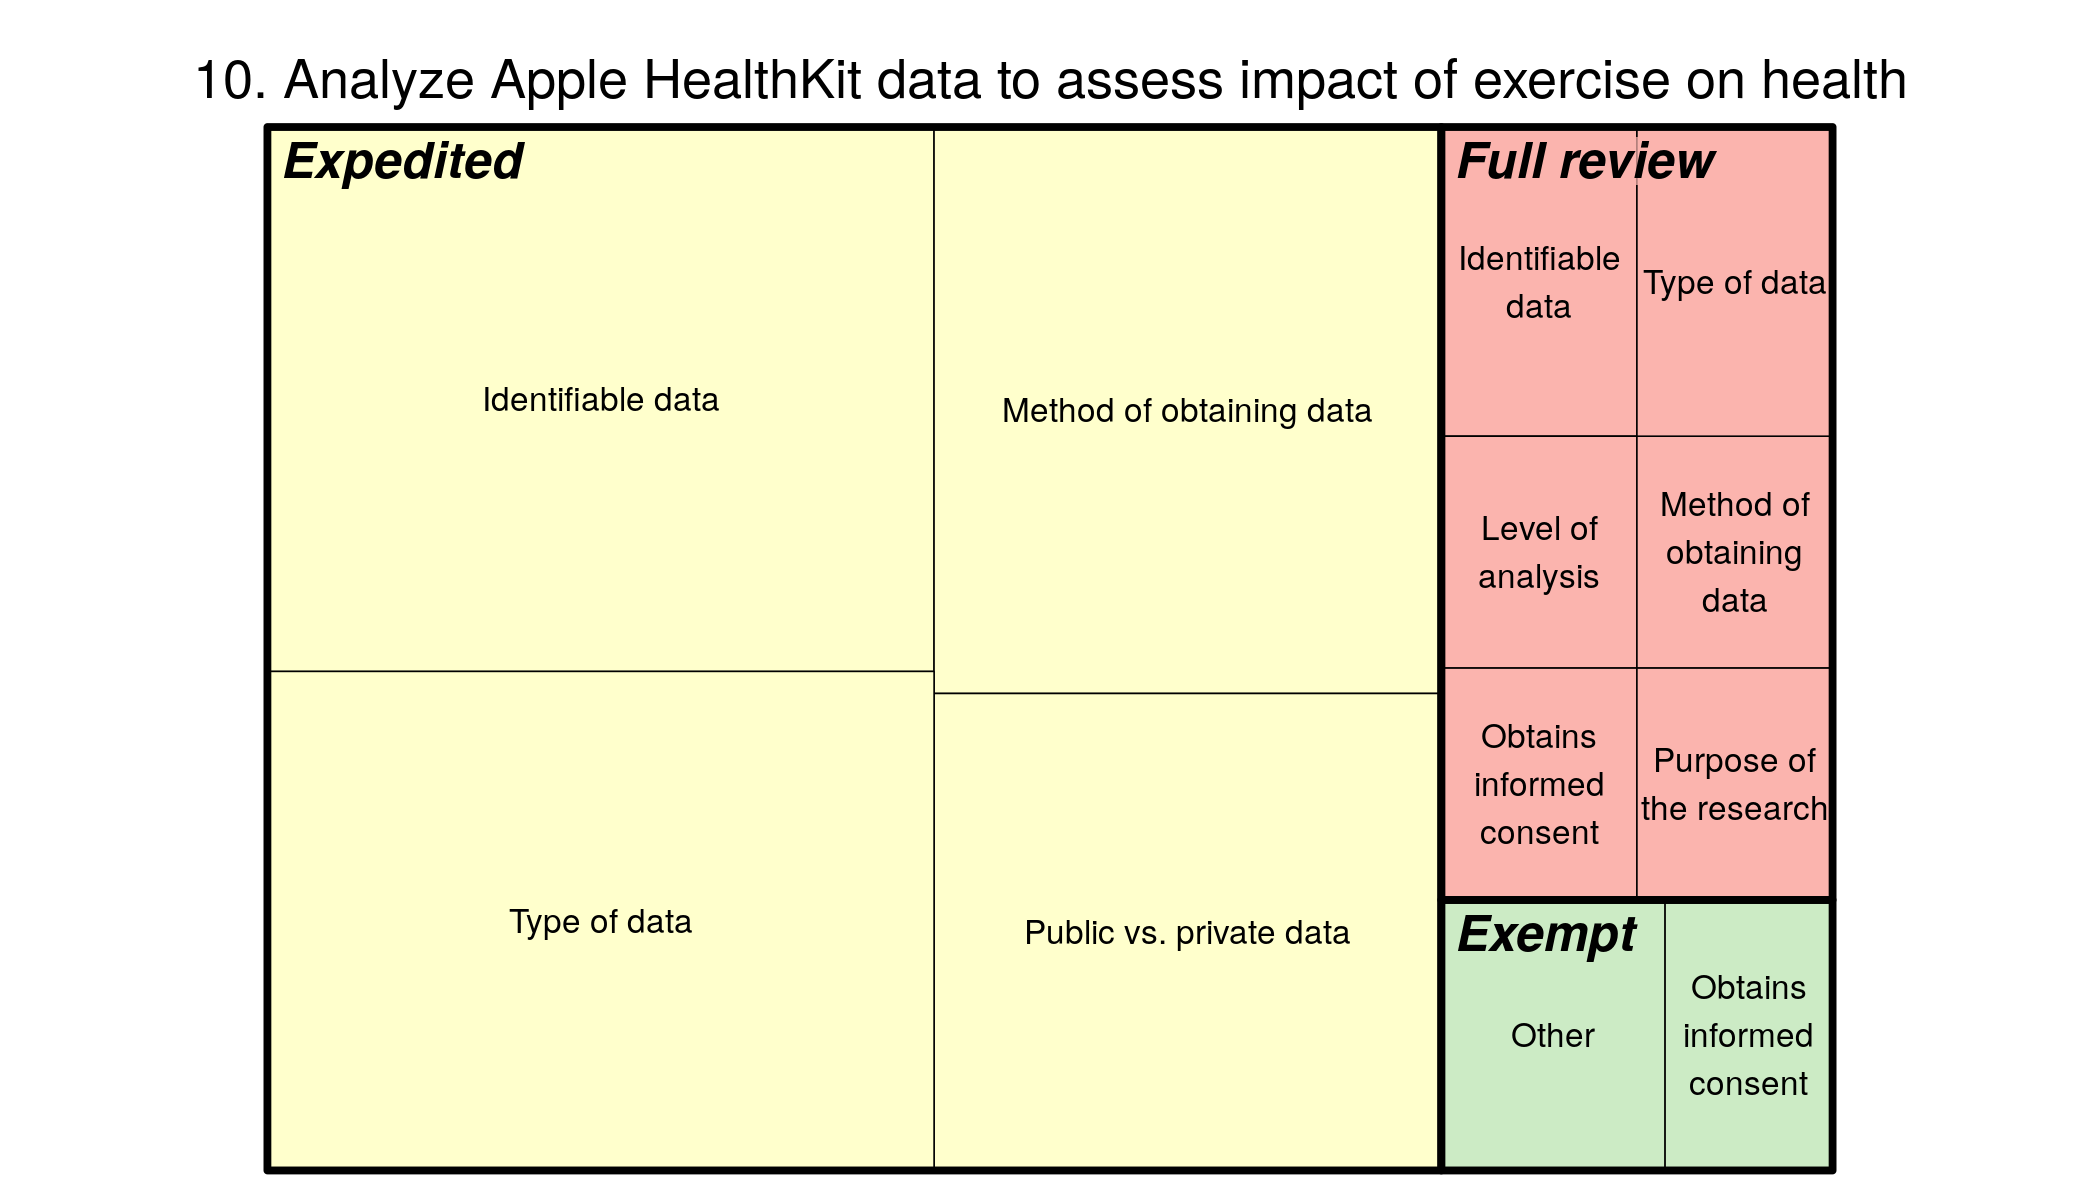 10. Analyze Apple HealthKit data to assess impact of exercise on health
Expedited
Identifiable data
Method of obtaining data
Type of data
Public vs. private data
Full review
Identifiable
data
Type of data
Level of
analysis
Method of
obtaining
data
Obtains
informed
consent
Purpose of
the research
Exempt
Other
Obtains
informed
consent